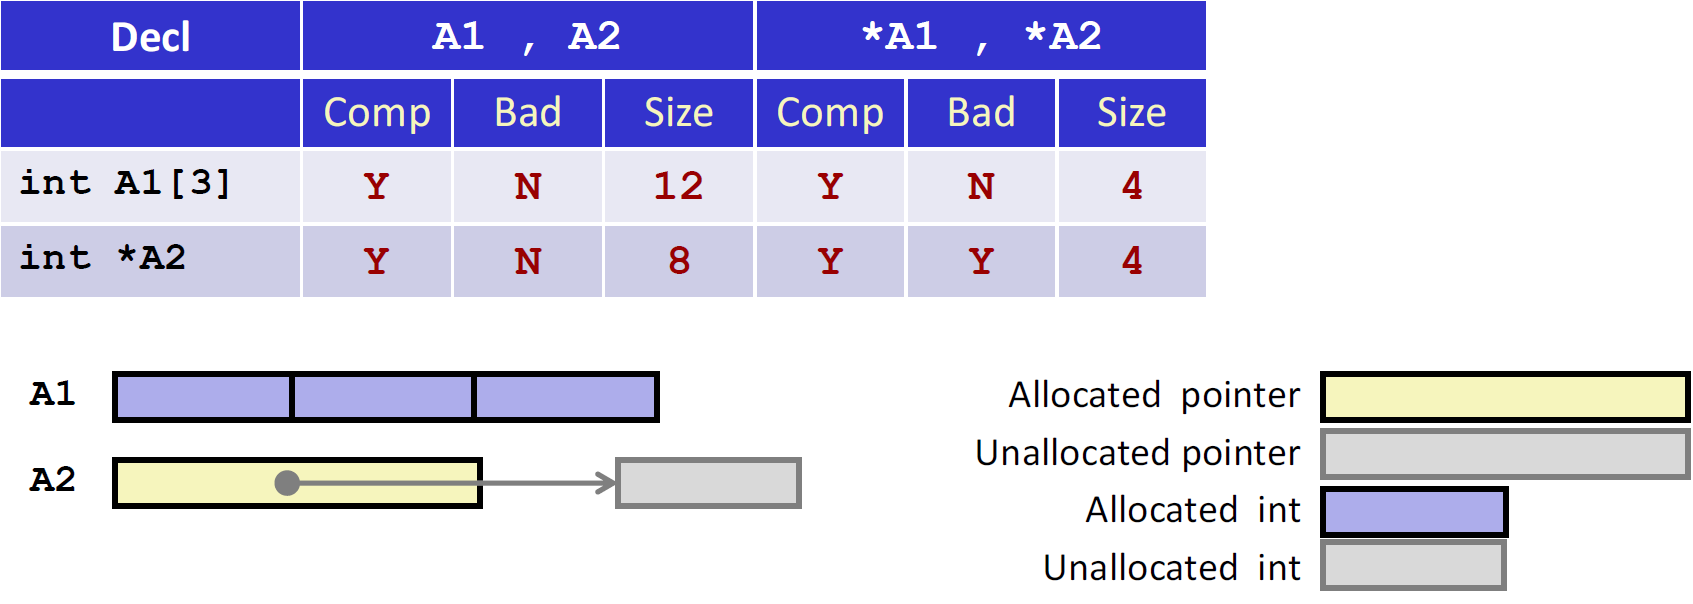 Decl A1 , A2 *A1 , *A2
Comp Bad Size Comp Bad Size
int A1[3] Y N 12 Y N 4
int *A2 Y N 8 Y Y 4
A1
A2
Allocated pointer
Unallocated pointer
Allocated int
Unallocated int